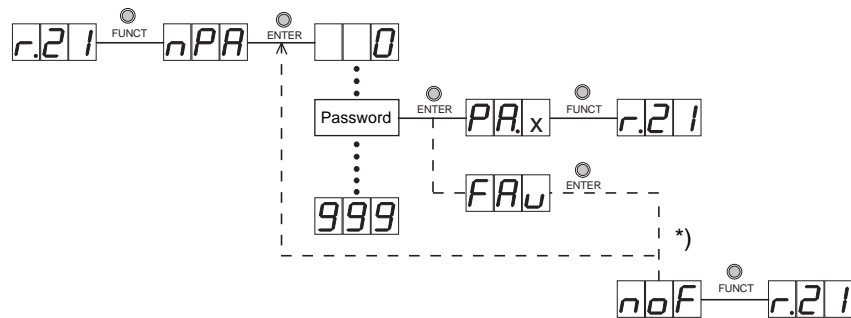 r.21 FUNCT nPA ENTER 0
Password ENTER PA. x FUNCT r.21
FAu ENTER
999
*)
noF FUNCT r.21